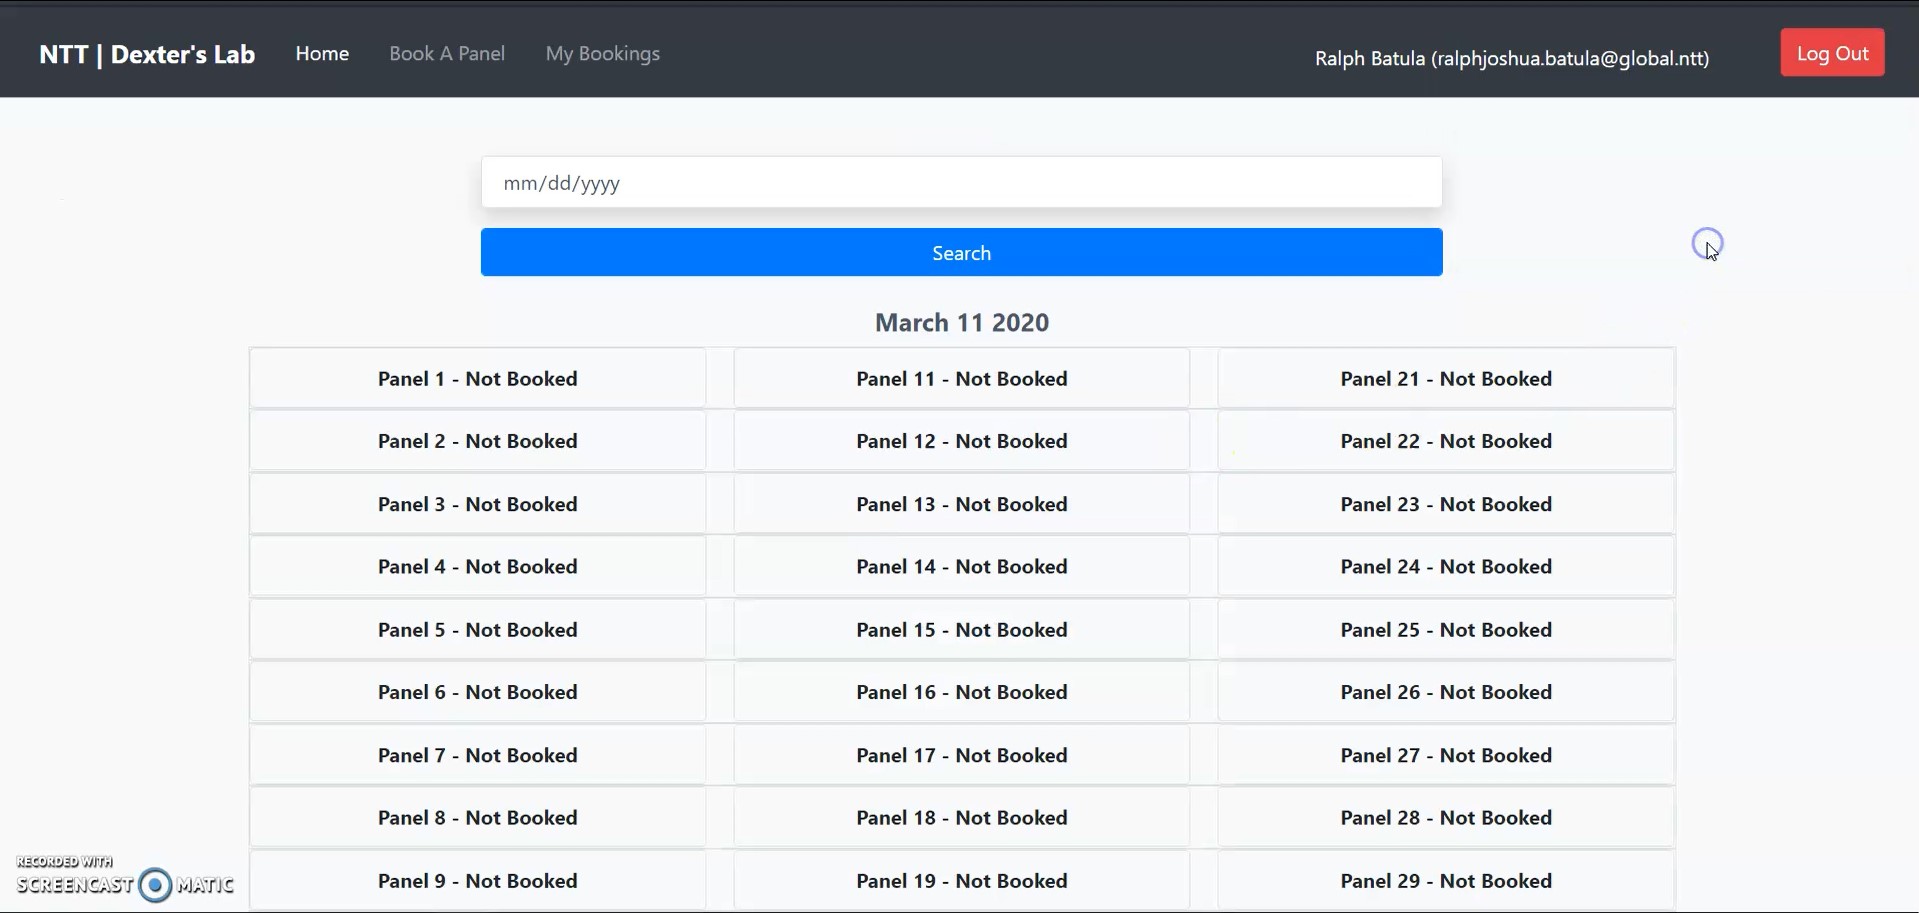 NTT | Dexter's Lab Home Book A Panel My Bookings Ralph Batula (ralphjoshua.batula@global.ntt) Log Out
mm/dd/yyyy
Search
March 11 2020
Panel 1 - Not Booked Panel 11 - Not Booked Panel 21 - Not Booked
Panel 2 - Not Booked Panel 12 - Not Booked Panel 22 - Not Booked
Panel 3 - Not Booked Panel 13 - Not Booked Panel 23 - Not Booked
Panel 4 - Not Booked Panel 14 - Not Booked Panel 24 - Not Booked
Panel 5 - Not Booked Panel 15 - Not Booked Panel 25 - Not Booked
Panel 6 - Not Booked Panel 16 - Not Booked Panel 26 - Not Booked
Panel 7 - Not Booked Panel 17 - Not Booked Panel 27 - Not Booked
Panel 8 - Not Booked Panel 18 - Not Booked Panel 28 - Not Booked
Panel 9 - Not Booked Panel 19 - Not Booked Panel 29 - Not Booked
RECORDED WITH
SCREENCAST MATIC